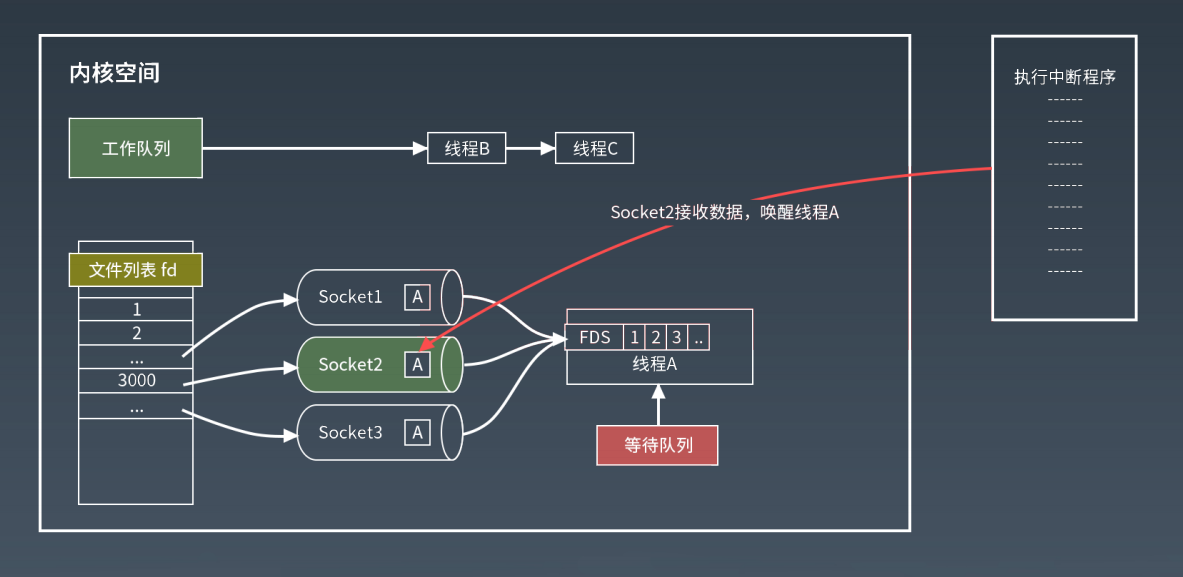 内核空间
执行中断程序
------
------
------
------
------
------
------
------
------
工作队列
线程B
线程C
Socket2接收数据，唤醒线程A
文件列表 fd
1
2
...
3000
...
Socket1 A
Socket2 A
Socket3 A
FDS 1 2 3 ..
线程A
等待队列